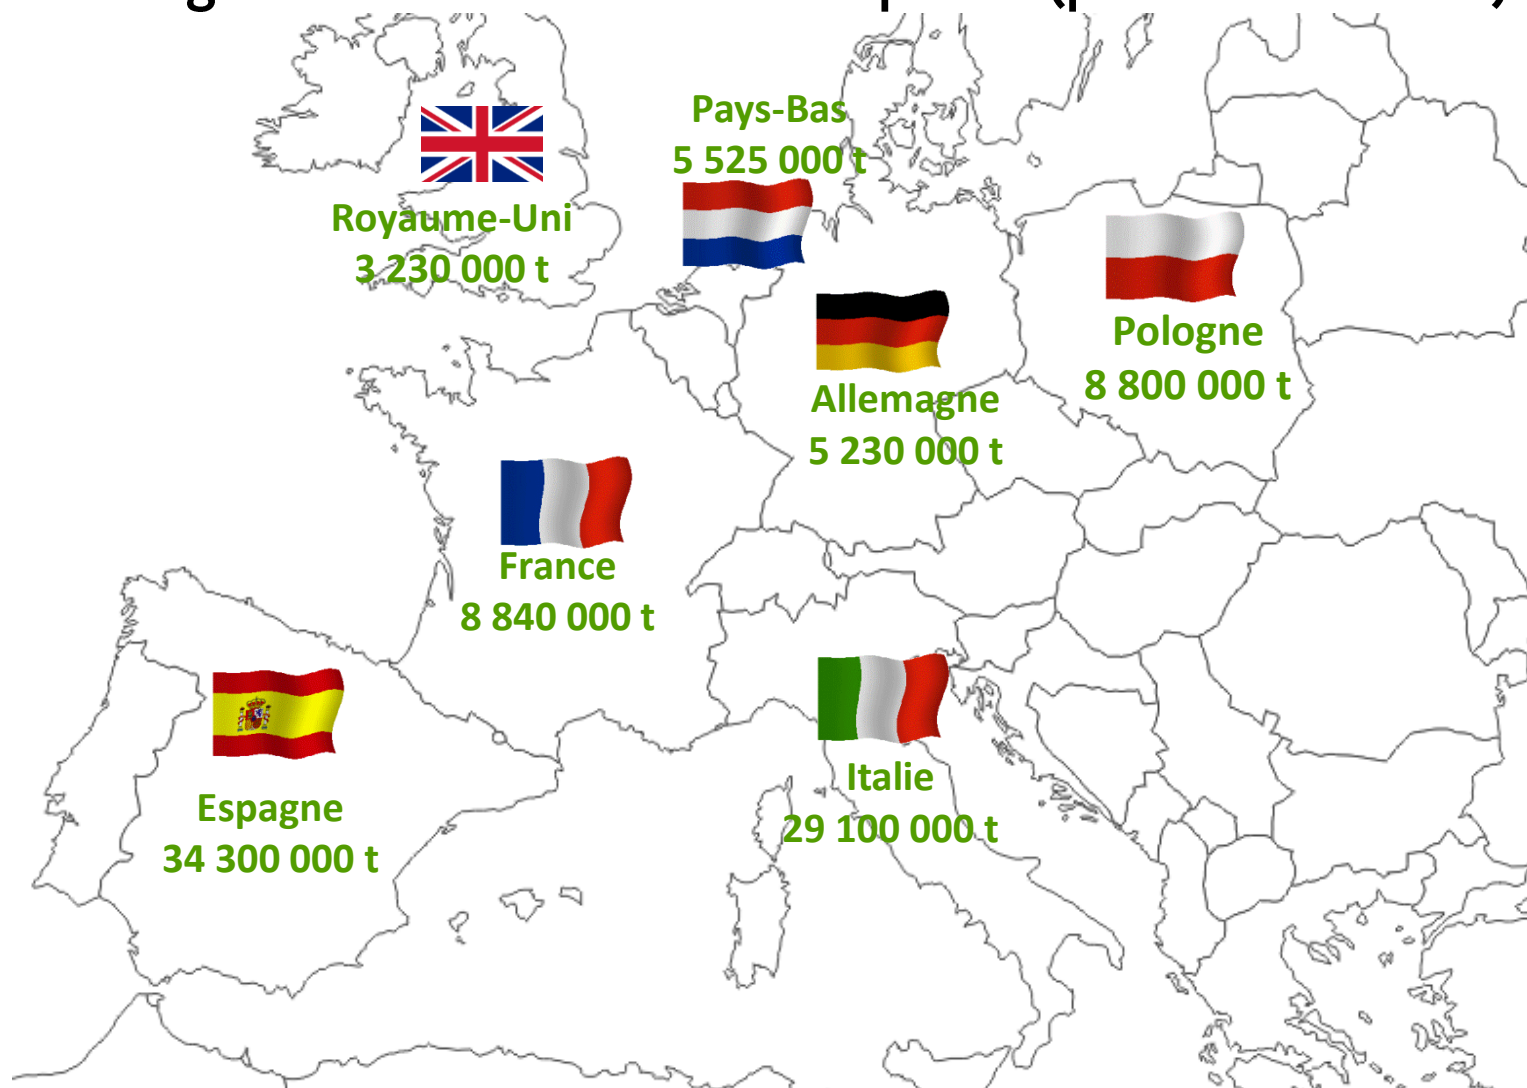 Pays-Bas
5 525 000 t
Royaume-Uni
3 230 000 t
Pologne
8 800 000 t
Allemagne
5 230 000 t
France
8 840 000 t
Espagne
34 300 000 t
Italie
29 100 000 t